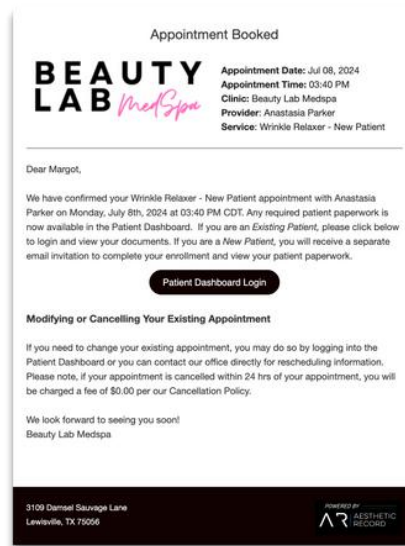 Appointment Booked
BEAUTY
LAB MedSpa
Appointment Date: Jul 08, 2024
Appointment Time: 03:40 PM
Clinic: Beauty Lab Medspa
Provider: Anastasia Parker
Service: Wrinkle Relaxer - New Patient
Dear Margot,
We have confirmed your Wrinkle Relaxer - New Patient appointment with Anastasia
Parker on Monday, July 8th, 2024 at 03:40 PM CDT. Any required patient paperwork is
now available in the Patient Dashboard.  If you are an Existing Patient, please click below
to login and view your documents. If you are a New Patient, you will receive a separate
email invitation to complete your enrollment and view your patient paperwork.
Patient Dashboard Login
Modifying or Cancelling Your Existing Appointment
If you need to change your existing appointment, you may do so by logging into the
Patient Dashboard or you can contact our office directly for rescheduling information.
Please note, if your appointment is cancelled within 24 hrs of your appointment, you will
be charged a fee of $0.00 per our Cancellation Policy.
We look forward to seeing you soon!
Beauty Lab Medspa
3109 Damsel Sauvage Lane
Lewisville, TX 75056
POWERED BY
AR AESTHETIC
RECORD